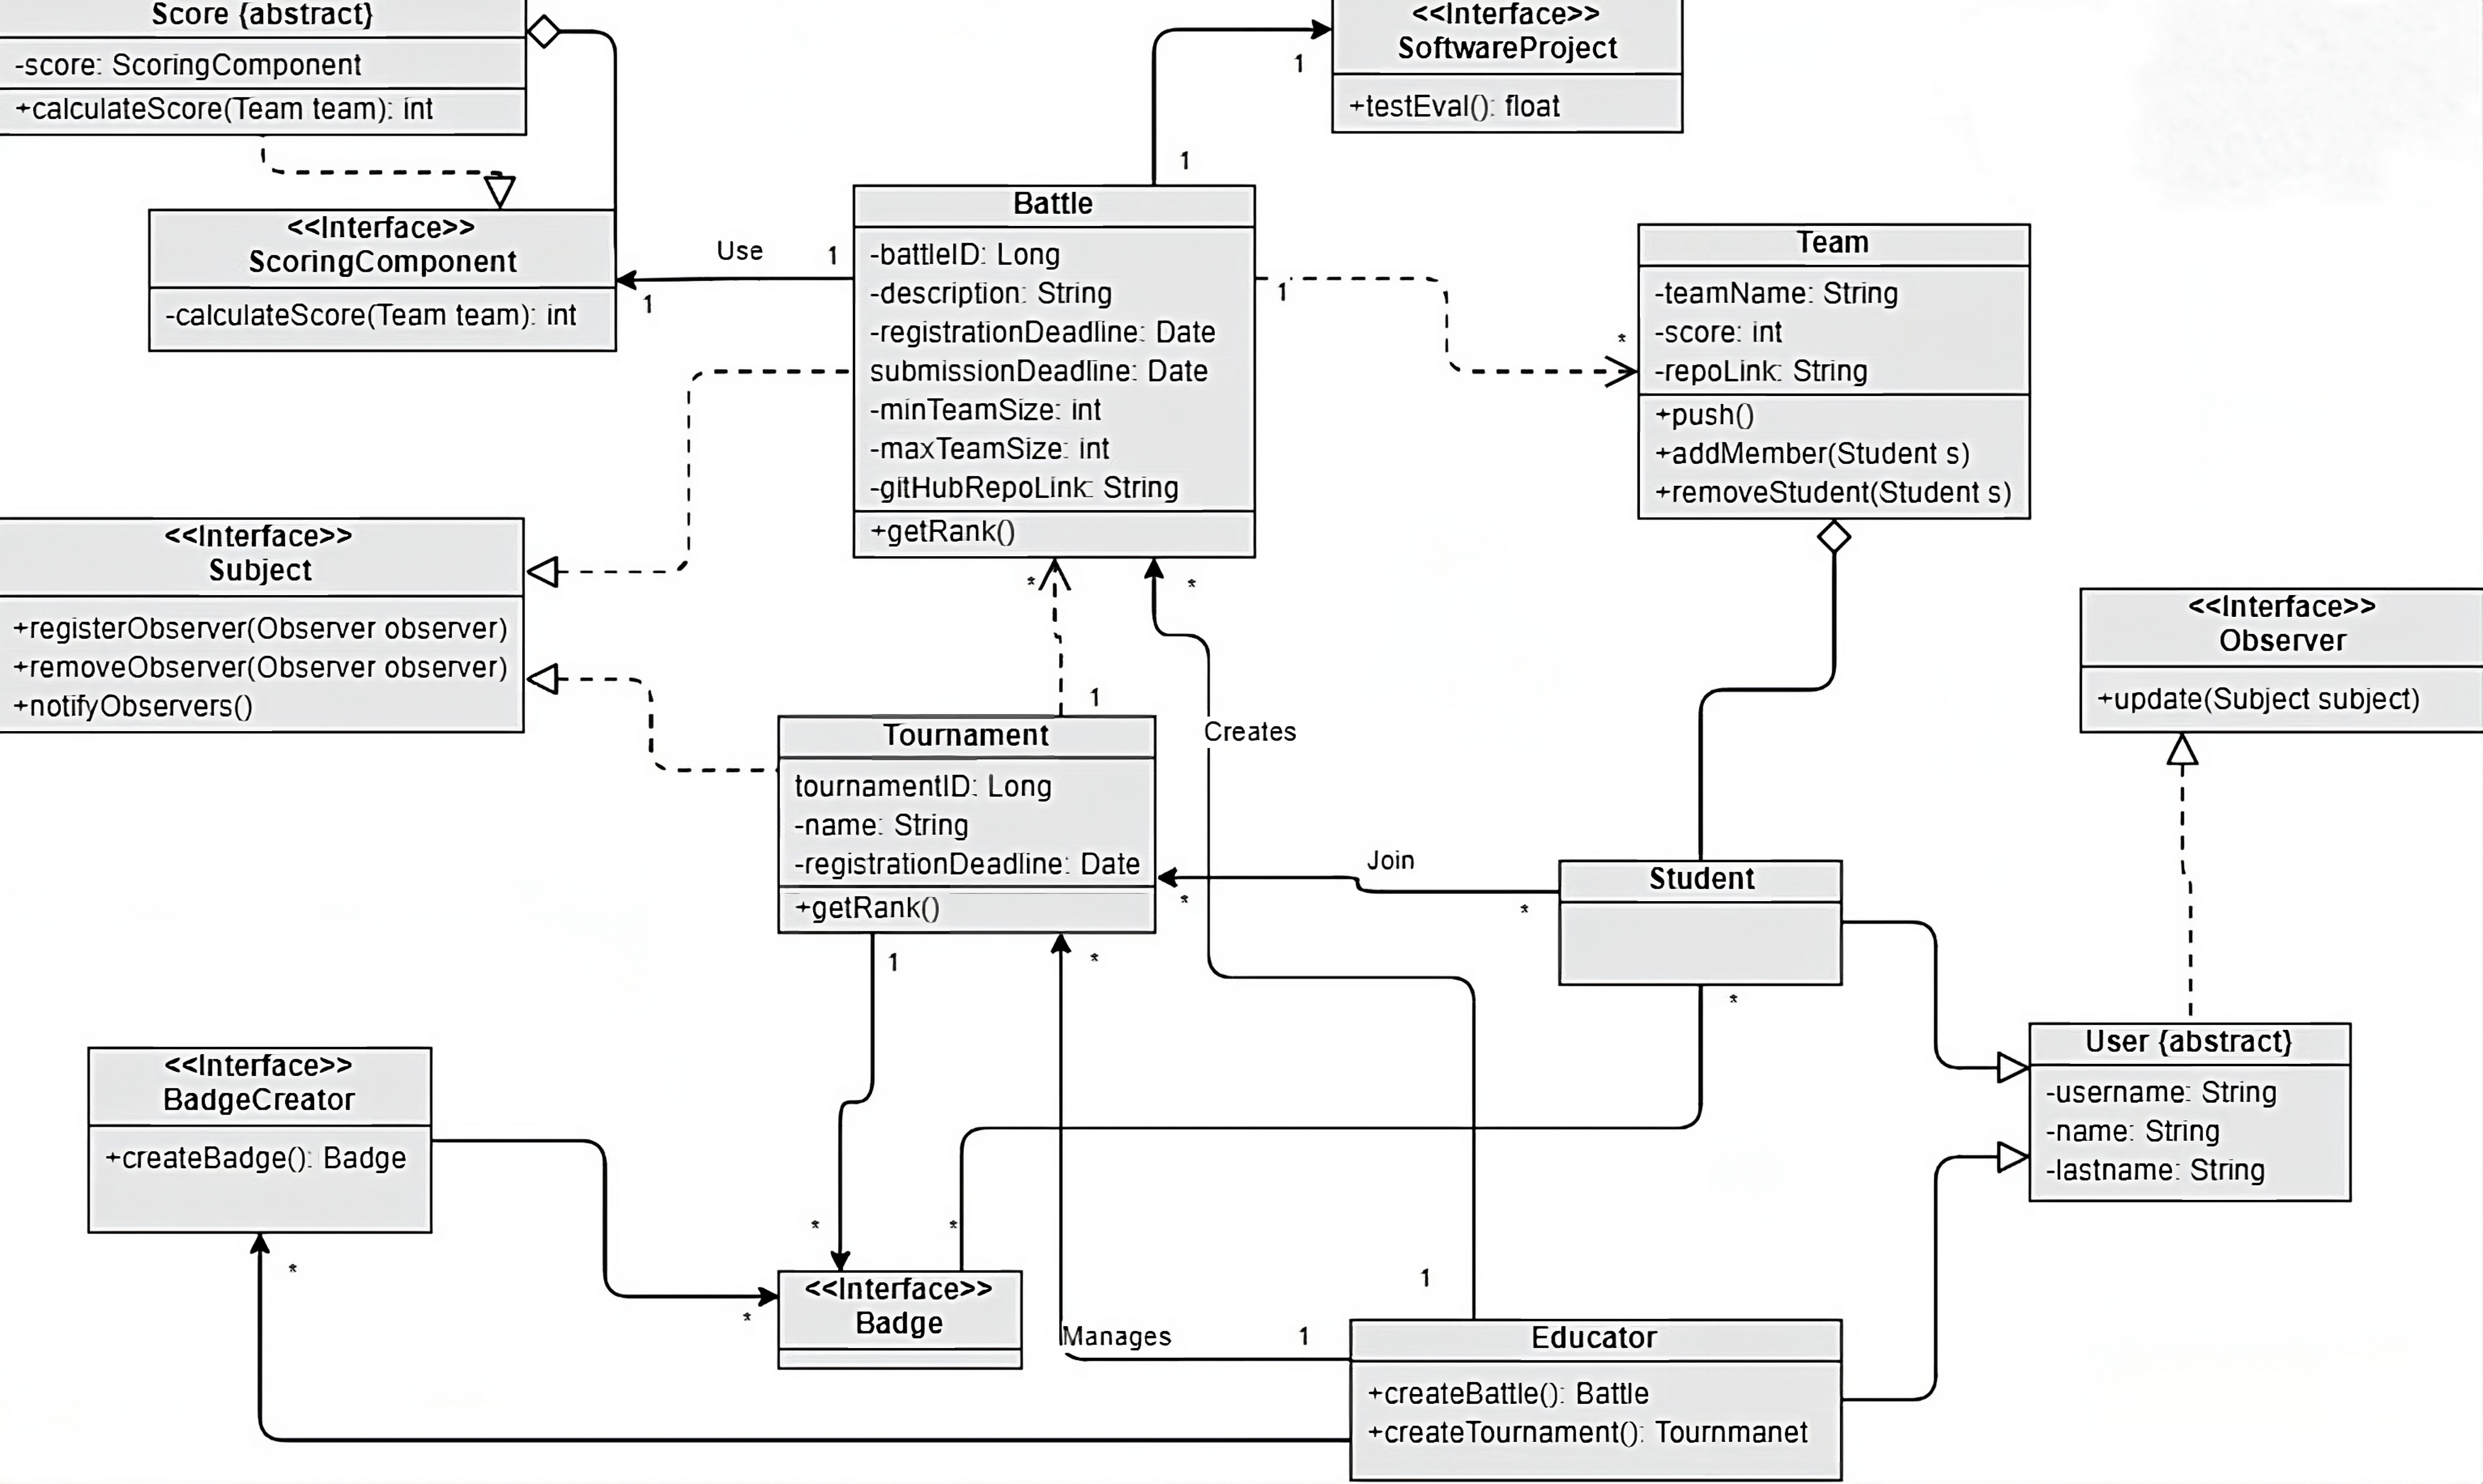 Score {abstract}
-score: ScoringComponent
+calculateScore(Team team): int
<<Interface>>
SoftwareProject
+testEval(): float
1
1
<<Interface>>
ScoringComponent
-calculateScore(Team team): int
Use
1
1
Battle
-battleID: Long
-description: String
-registrationDeadline: Date
submissionDeadline: Date
-minTeamSize: int
-maxTeamSize: int
-gitHubRepoLink: String
+getRank()
1
*
Team
-teamName: String
-score: int
-repoLink: String
+push()
+addMember(Student s)
+removeStudent(Student s)
<<Interface>>
Subject
+registerObserver(Observer observer)
+removeObserver(Observer observer)
+notifyObservers()
*
*
1
Creates
<<Interface>>
Observer
+update(Subject subject)
Tournament
tournamentID: Long
-name: String
-registrationDeadline: Date
+getRank()
Join
*
*
Student
1
*
*
User {abstract}
-username: String
-name: String
-lastname: String
<<Interface>>
BadgeCreator
+createBadge(): Badge
*
*
*
*
<<Interface>>
Badge
Manages
1
1
Educator
+createBattle(): Battle
+createTournament(): Tournmanet